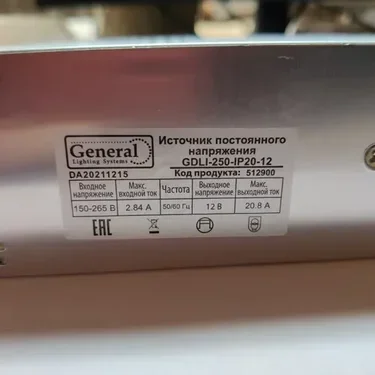 General
Lighting Systems
Источник постоянного
напряжения
GDLI-250-IP20-12
DA20211215
Код продукта: 512900
Входное напряжение
Макс. входной ток
Частота
Выходное напряжение
Макс. выходной ток
150-265 В
2.84 А
50/60 Гц
12 В
20.8 А
EAC